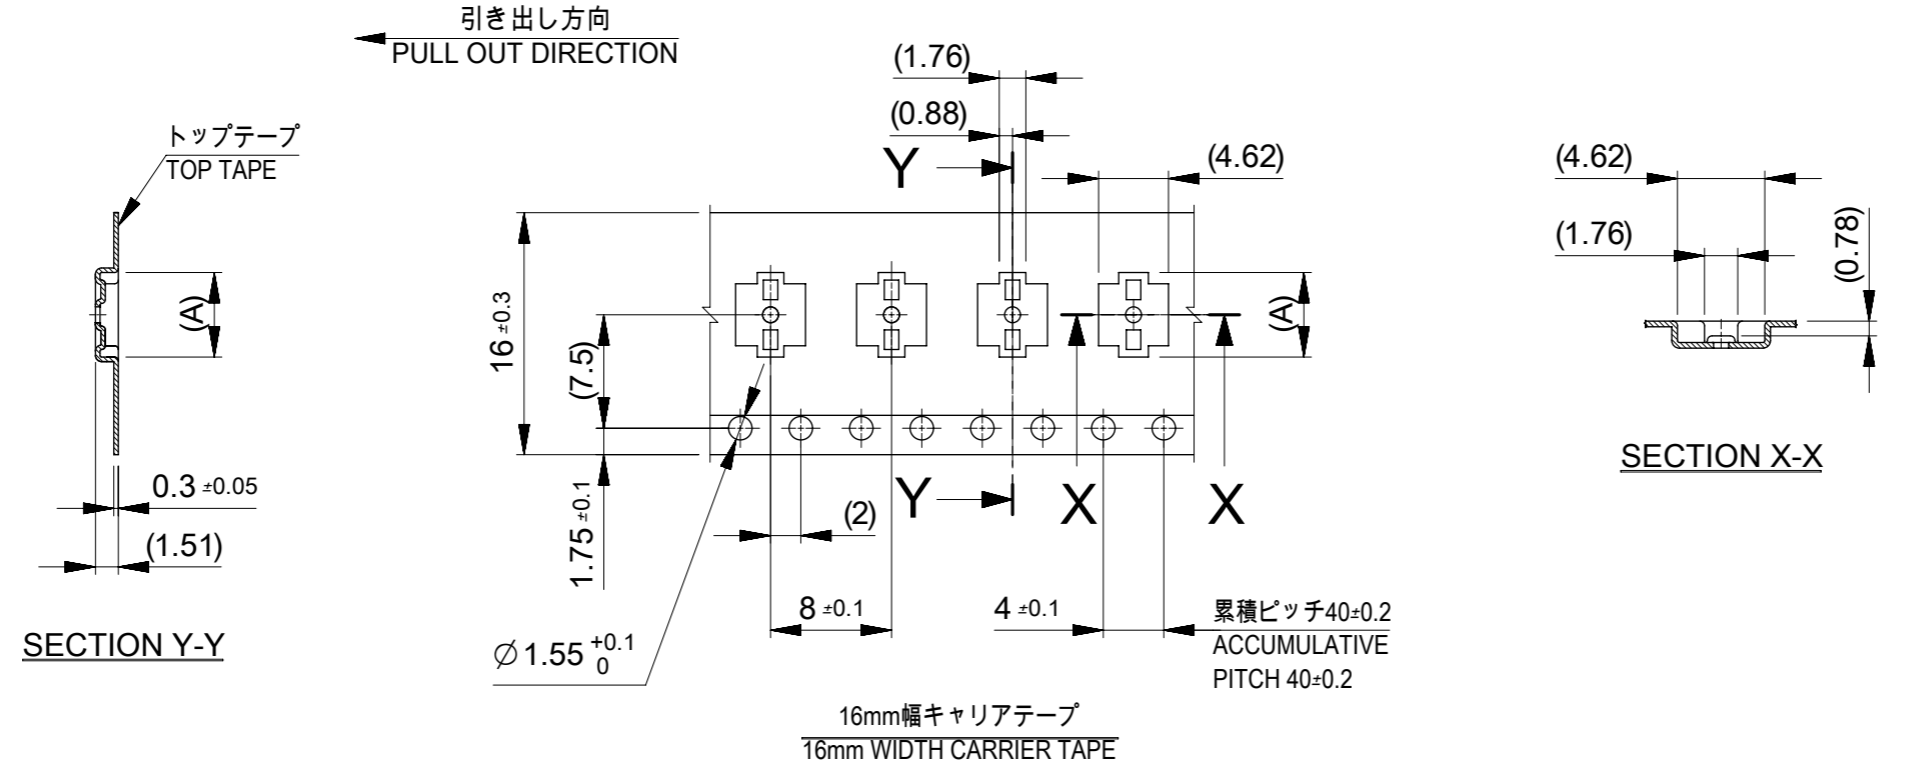 引き出し方向
PULL OUT DIRECTION
トップテープ
TOP TAPE
(A)
0.3 ±0.05
(1.51)
SECTION Y-Y
(1.76)
(0.88)
Y
(4.62)
16 ±0.3
(7.5)
1.75 ±0.1
(A)
Y
X
X
(2)
8 ±0.1
4 ±0.1
累積ピッチ40±0.2
ACCUMULATIVE
PITCH 40±0.2
∅1.55 +0.1
0
16mm幅キャリアテープ
16mm WIDTH CARRIER TAPE
(4.62)
(1.76)
(0.78)
SECTION X-X